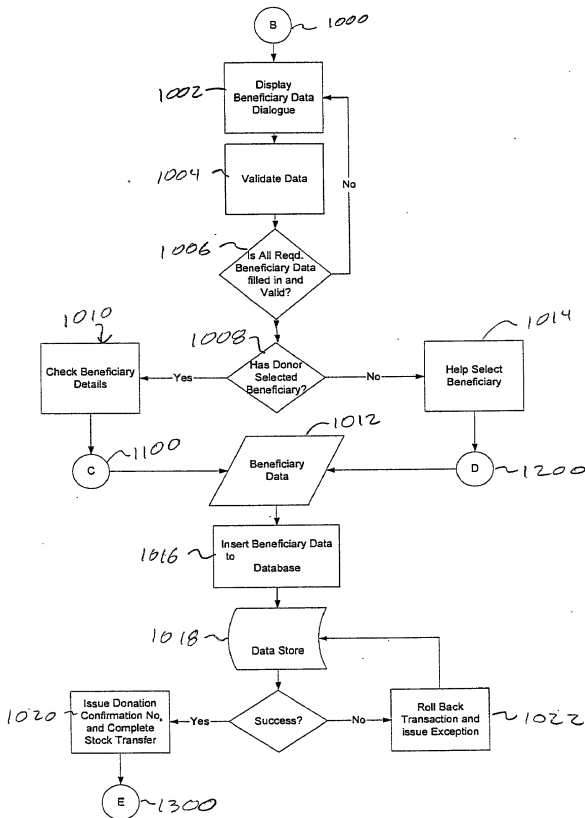 B
1000
1002
Display
Beneficiary Data
Dialogue
1004
Validate Data
No
1006
Is All Reqd.
Beneficiary Data
filled in and
Valid?
1010
1008
1014
Check Beneficiary
Details
Yes
Has Donor
Selected
Beneficiary?
No
Help Select
Beneficiary
1012
C
1100
Beneficiary
Data
D
1200
1016
Insert Beneficiary Data
to
Database
1018
Data Store
1020
Issue Donation
Confirmation No.
and Complete
Stock Transfer
Yes
Success?
No
Roll Back
Transaction and
issue Exception
1022
E
1300